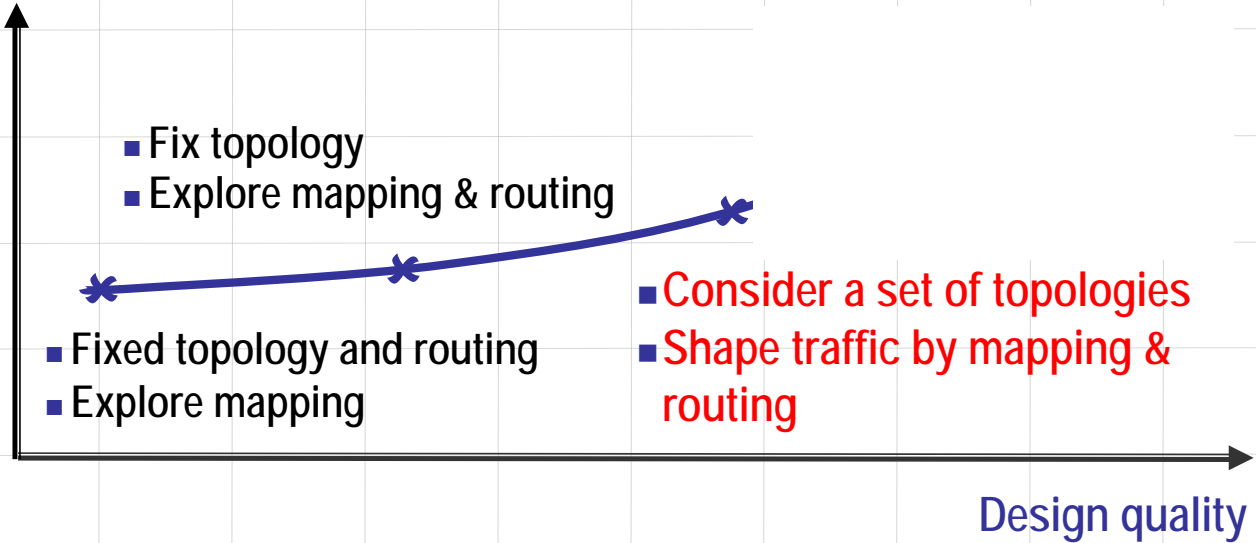 ■ Fix topology
■ Explore mapping & routing
■ Consider a set of topologies
■ Shape traffic by mapping &
routing
■ Fixed topology and routing
■ Explore mapping
Design quality